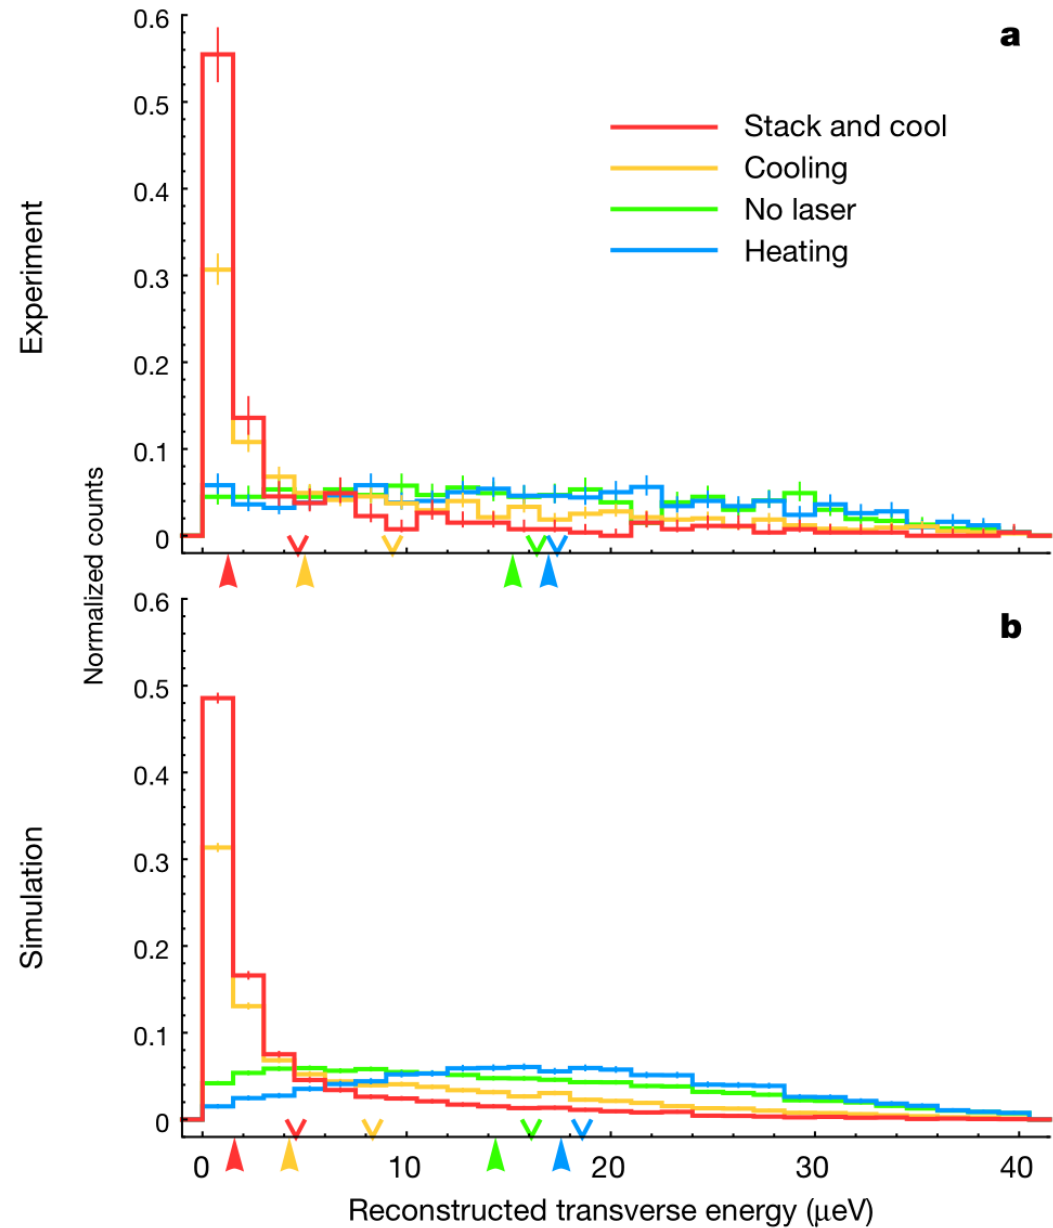 a
0.6
0.5
0.4
0.3
0.2
0.1
0
Experiment
Stack and cool
Cooling
No laser
Heating
Normalized counts
b
0.6
0.5
0.4
0.3
0.2
0.1
0
Simulation
0 10 20 30 40
Reconstructed transverse energy (μeV)